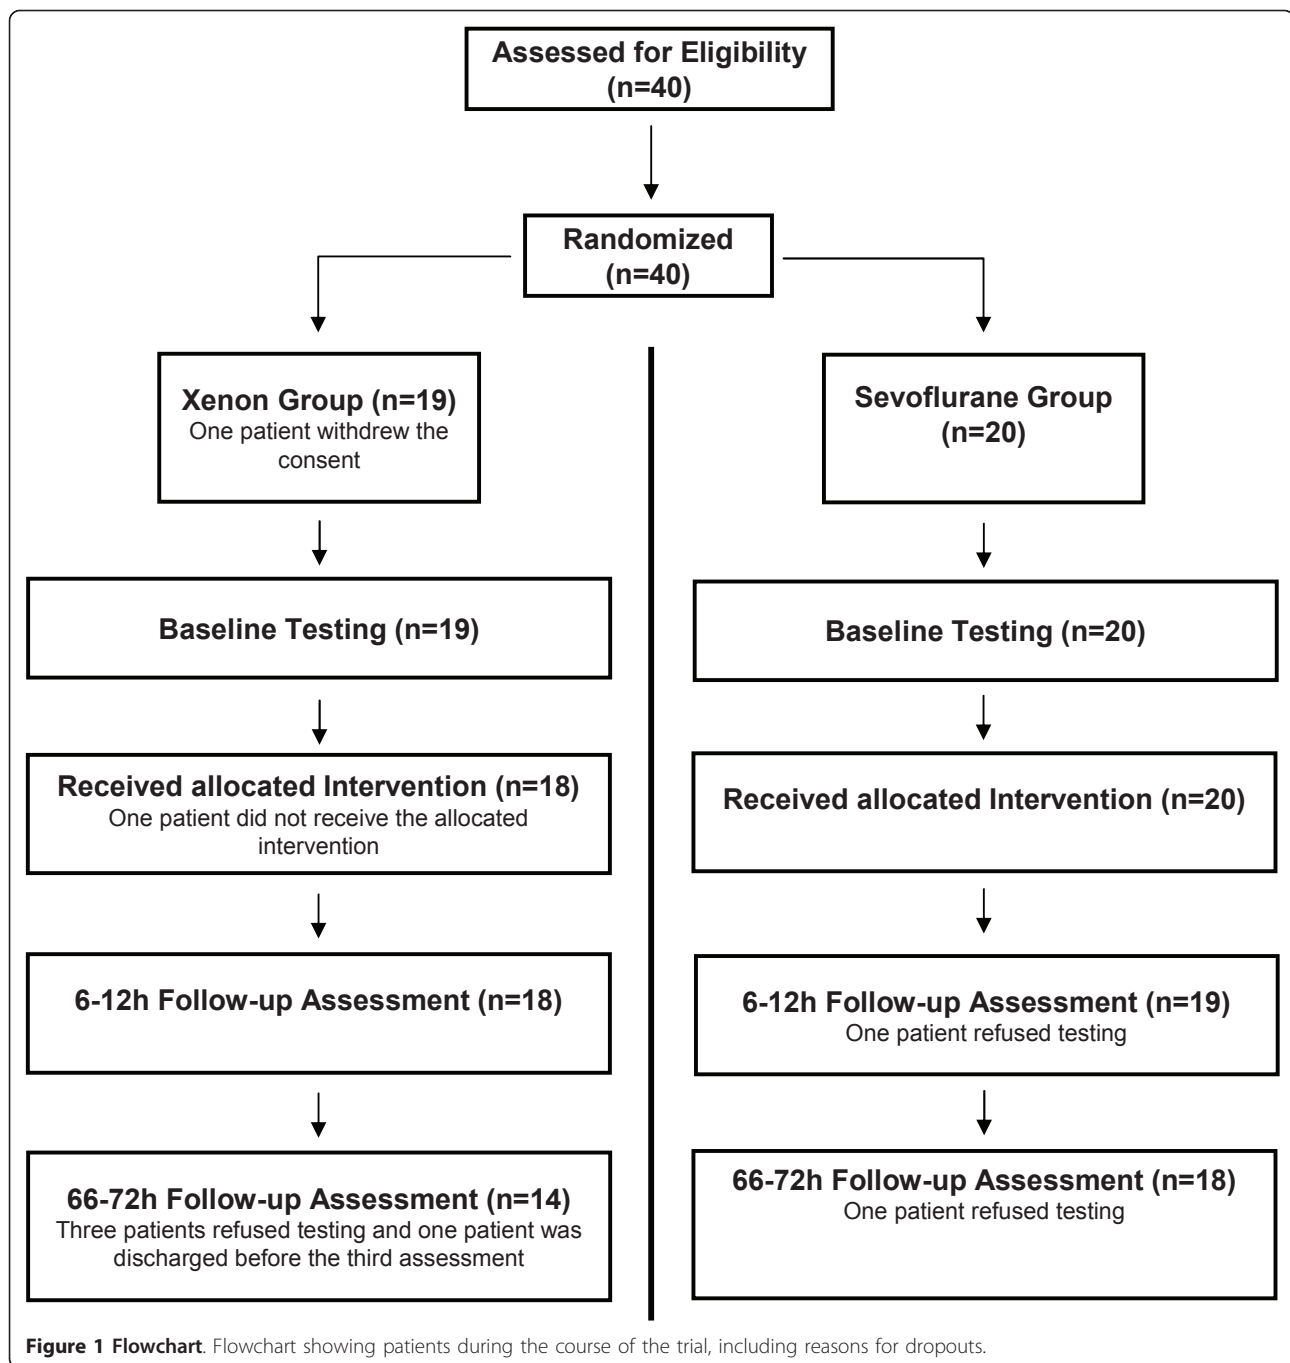 Assessed for Eligibility
(n=40)
Randomized
(n=40)
Xenon Group (n=19)
One patient withdrew the
consent
Sevoflurane Group
(n=20)
Baseline Testing (n=19)
Baseline Testing (n=20)
Received allocated Intervention (n=18)
One patient did not receive the allocated
intervention
Received allocated Intervention (n=20)
6-12h Follow-up Assessment (n=18)
6-12h Follow-up Assessment (n=19)
One patient refused testing
66-72h Follow-up Assessment (n=14)
Three patients refused testing and one patient was
discharged before the third assessment
66-72h Follow-up Assessment (n=18)
One patient refused testing
Figure 1 Flowchart. Flowchart showing patients during the course of the trial, including reasons for dropouts.